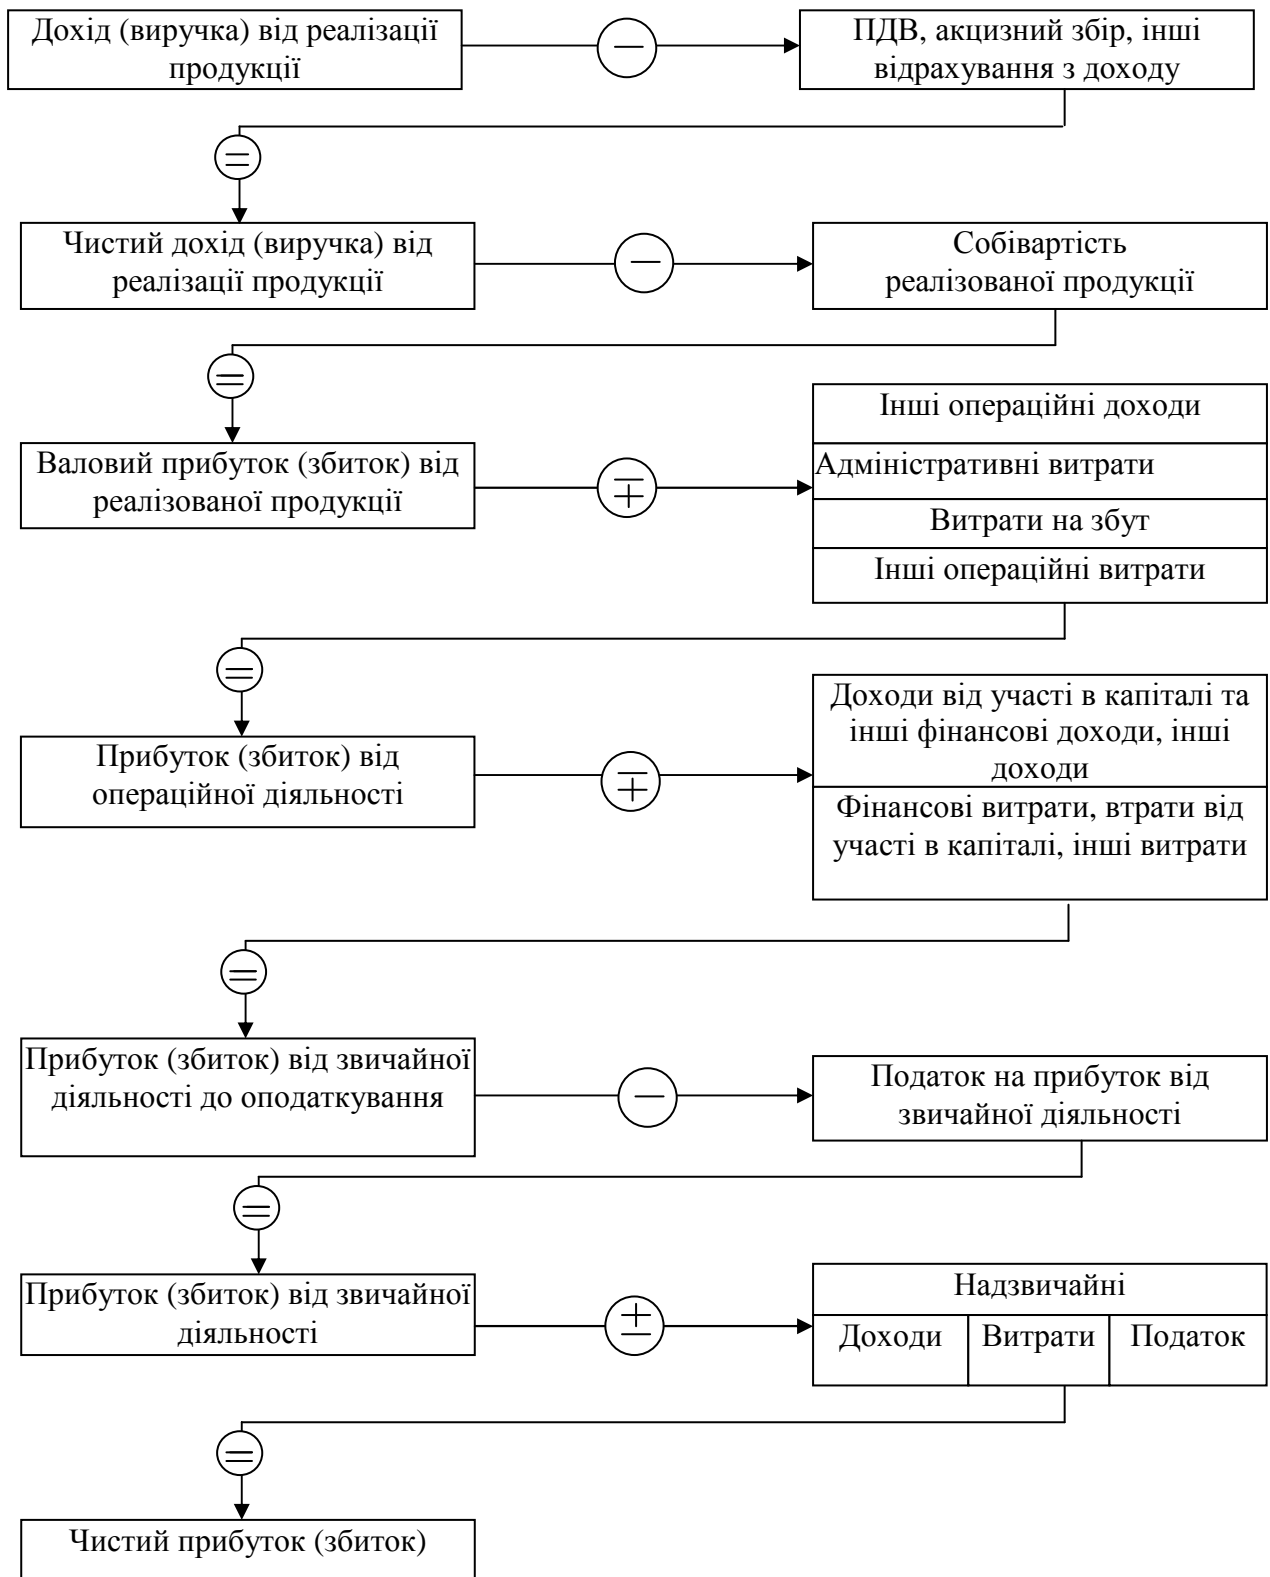 Дохід (виручка) від реалізації
продукції
−
ПДВ, акцизний збір, інші
відрахування з доходу
=
Чистий дохід (виручка) від
реалізації продукції
−
Собівартість
реалізованої продукції
=
Валовий прибуток (збиток) від
реалізованої продукції
∓
Інші операційні доходи
Адміністративні витрати
Витрати на збут
Інші операційні витрати
=
Прибуток (збиток) від
операційної діяльності
∓
Доходи від участі в капіталі та
інші фінансові доходи, інші
доходи
Фінансові витрати, втрати від
участі в капіталі, інші витрати
=
Прибуток (збиток) від звичайної
діяльності до оподаткування
−
Податок на прибуток від
звичайної діяльності
=
Прибуток (збиток) від звичайної
діяльності
±
Надзвичайні
Доходи
Витрати
Податок
=
Чистий прибуток (збиток)